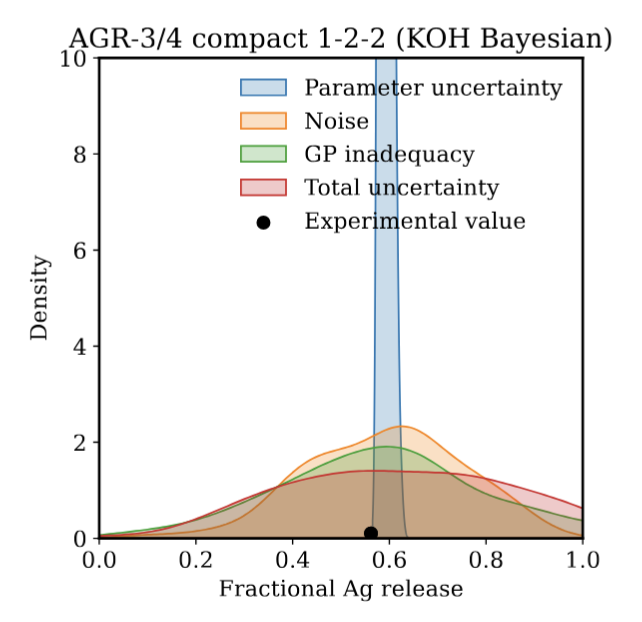 AGR-3/4 compact 1-2-2 (KOH Bayesian)
10
8
6
4
2
0
Density
Parameter uncertainty
Noise
GP inadequacy
Total uncertainty
Experimental value
0.0 0.2 0.4 0.6 0.8 1.0
Fractional Ag release